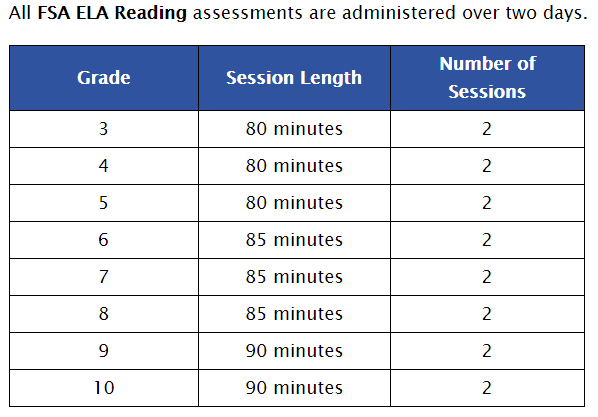 All FSA ELA Reading assessments are administered over two days.
Grade Session Length Number of Sessions
3 80 minutes 2
4 80 minutes 2
5 80 minutes 2
6 85 minutes 2
7 85 minutes 2
8 85 minutes 2
9 90 minutes 2
10 90 minutes 2